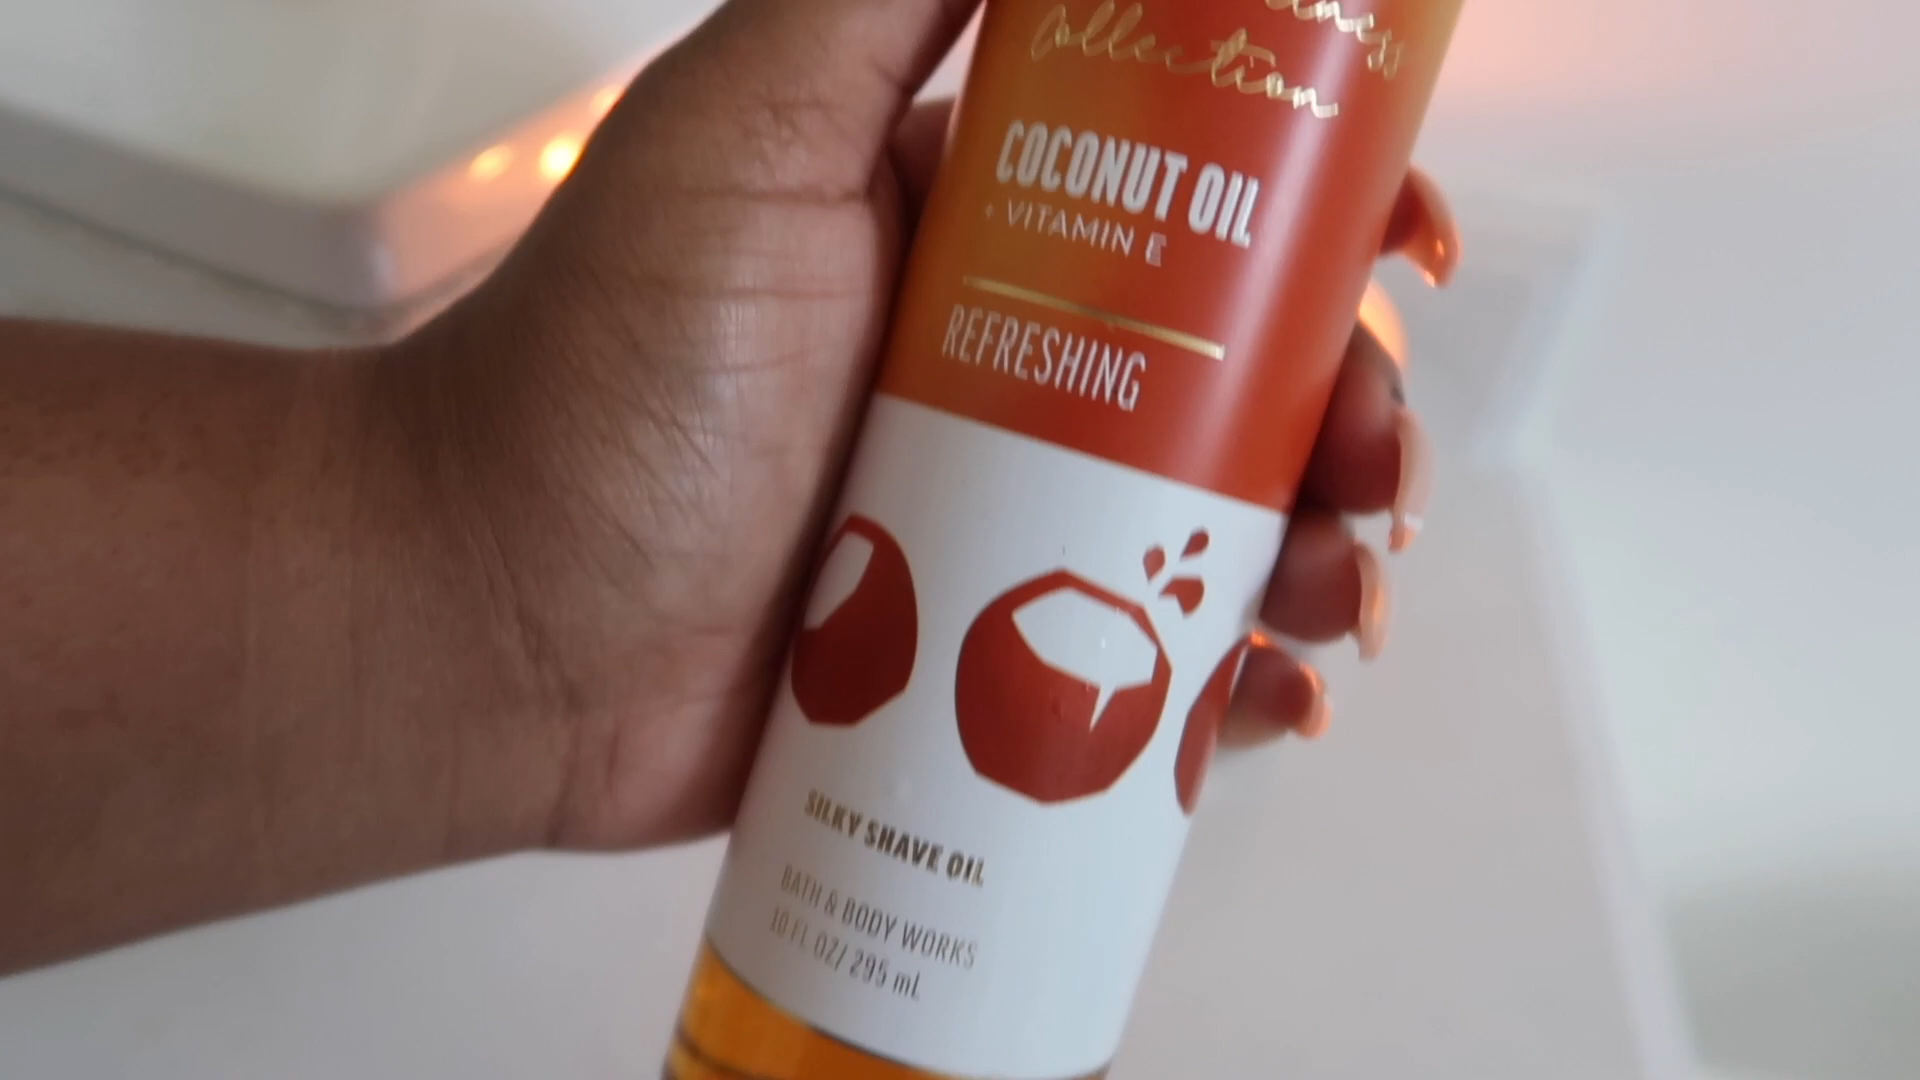 Collection
COCONUT OIL
+ VITAMIN E
REFRESHING
SILKY SHAVE OIL
BATH & BODY WORKS
10 FL OZ/ 295 mL